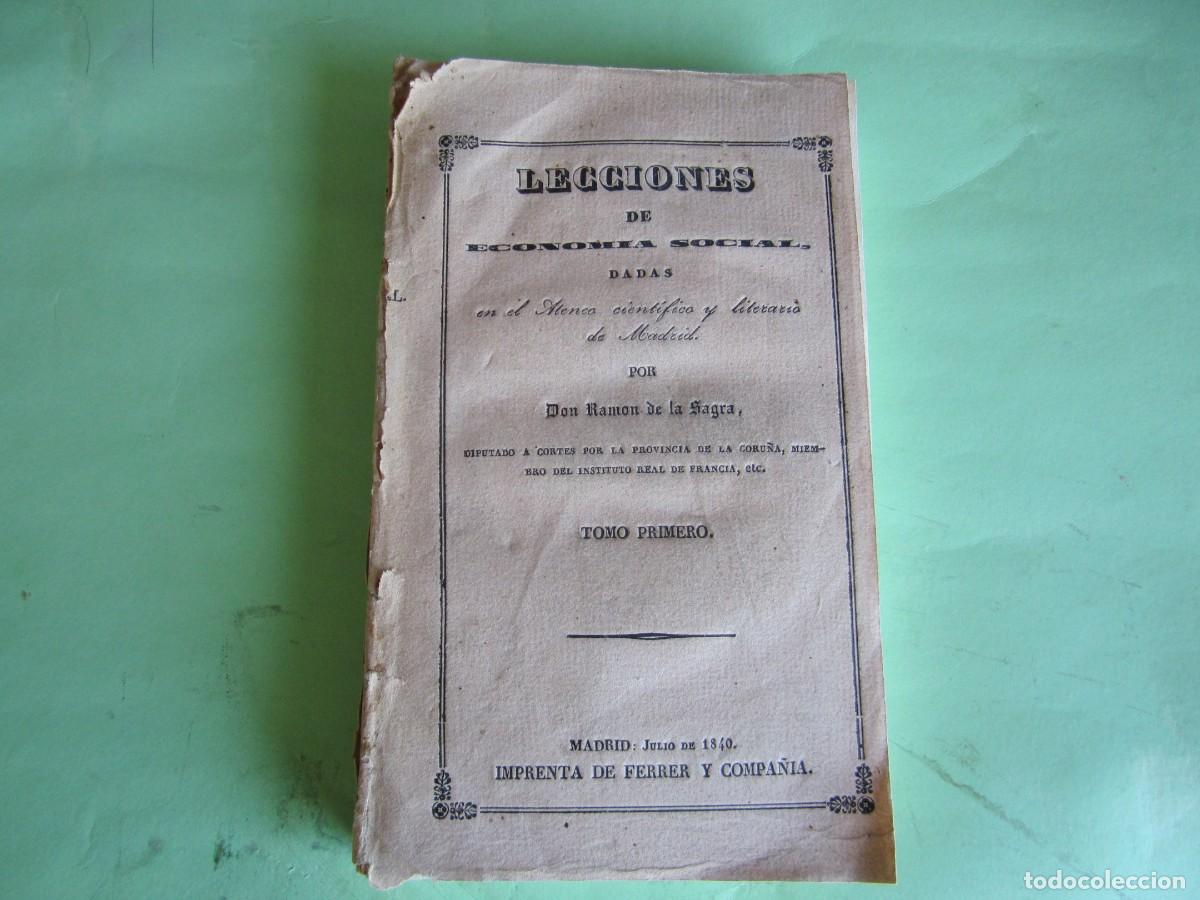 LECCIONES
DE
ECONOMIA SOCIAL,
DADAS
en el Ateneo científico y literario
de Madrid.
POR
Don Ramon de la Sagra,
DIPUTADO A CORTES POR LA PROVINCIA DE LA CORUÑA, MIEM-
BRO DEL INSTITUTO REAL DE FRANCIA, etc.
TOMO PRIMERO.
MADRID: JULIO DE 1840.
IMPRENTA DE FERRER Y COMPAÑIA.
L.
todocoleccion